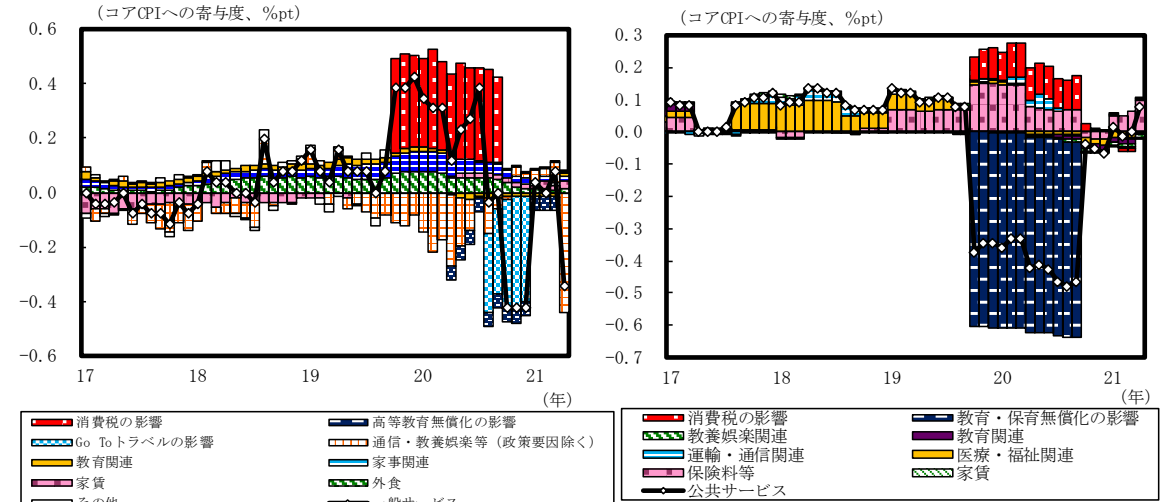 （コアCPIへの寄与度、%pt）
0.6
0.4
0.2
0.0
-0.2
-0.4
-0.6
17 18 19 20 21
（年）
消費税の影響 高等教育無償化の影響
Go Toトラベルの影響 通信・教養娯楽等（政策要因除く）
教育関連 家事関連
家賃 外食
（コアCPIへの寄与度、%pt）
0.3
0.2
0.1
0.0
-0.1
-0.2
-0.3
-0.4
-0.5
-0.6
-0.7
17 18 19 20 21
（年）
消費税の影響 教育・保育無償化の影響
教養娯楽関連 教育関連
運輸・通信関連 医療・福祉関連
保険料等 家賃
公共サービス